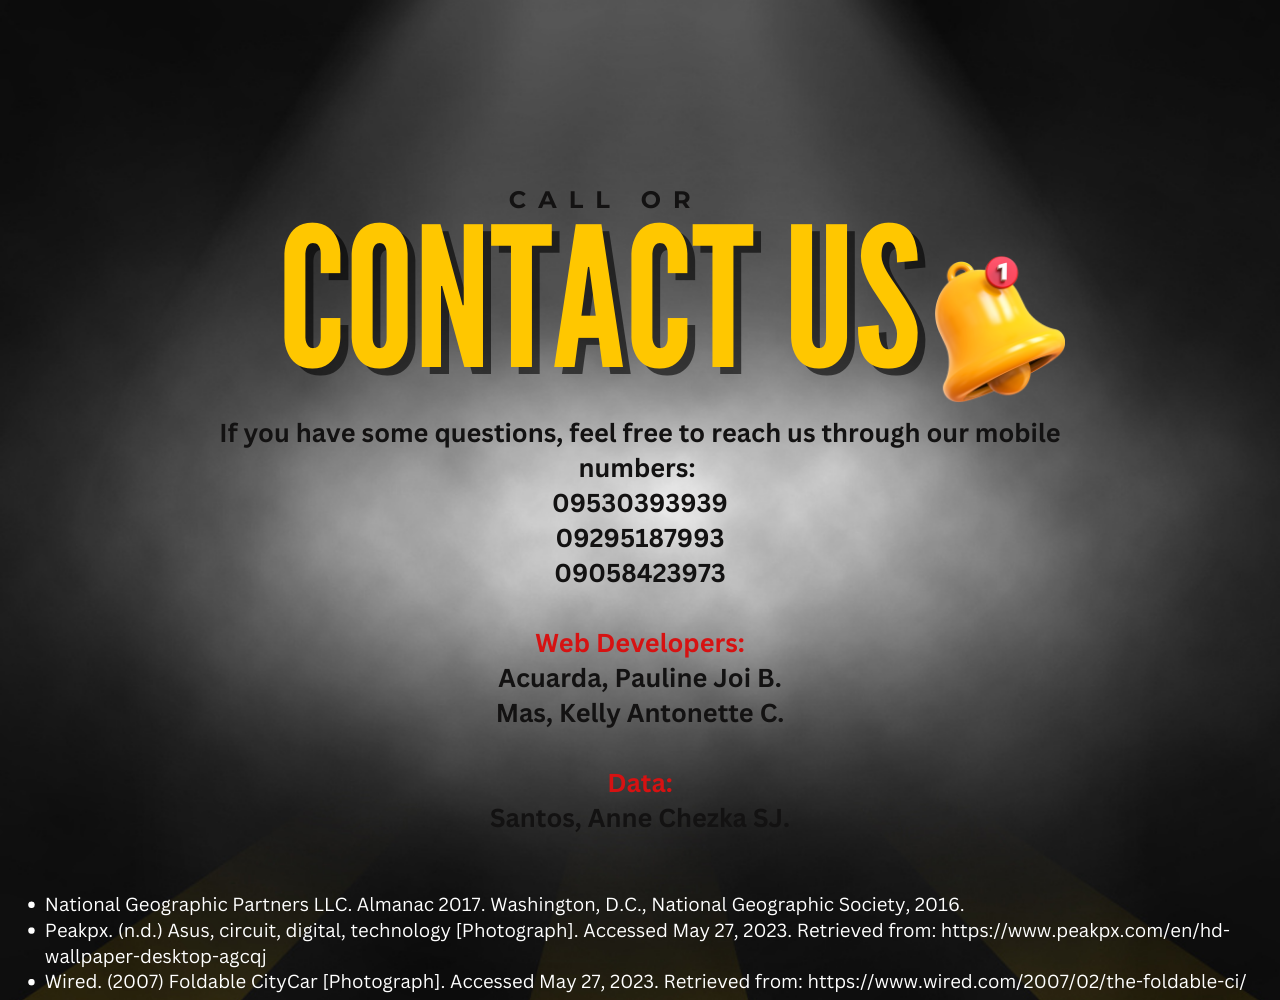 CALL OR
CONTACT US
1
If you have some questions, feel free to reach us through our mobile
numbers:
09530393939
09295187993
09058423973
Web Developers:
Acuarda, Pauline Joi B.
Mas, Kelly Antonette C.
Data:
Santos, Anne Chezka SJ.
• National Geographic Partners LLC. Almanac 2017. Washington, D.C., National Geographic Society, 2016.
• Peakpx. (n.d.) Asus, circuit, digital, technology [Photograph]. Accessed May 27, 2023. Retrieved from: https://www.peakpx.com/en/hd-
wallpaper-desktop-agcqj
• Wired. (2007) Foldable CityCar [Photograph]. Accessed May 27, 2023. Retrieved from: https://www.wired.com/2007/02/the-foldable-ci/